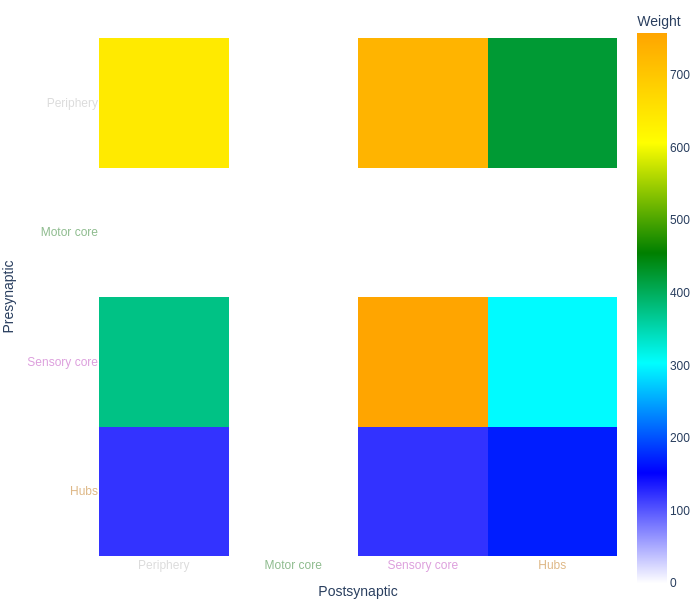 Weight
700
600
500
400
300
200
100
0
Periphery
Motor core
Sensory core
Hubs
Presynaptic
Periphery Motor core Sensory core Hubs
Postsynaptic